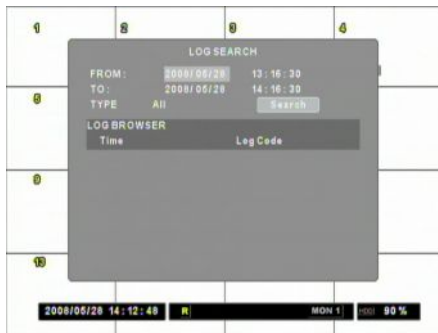 1 2 3 4
LOG SEARCH
FROM: 2008/05/28 13:16:30
TO: 2008/05/28 14:16:30
TYPE All Search
5
LOG BROWSER
Time Log Code
9
13
2008/05/28 14:12:48 R MON 1 HDD 90 %